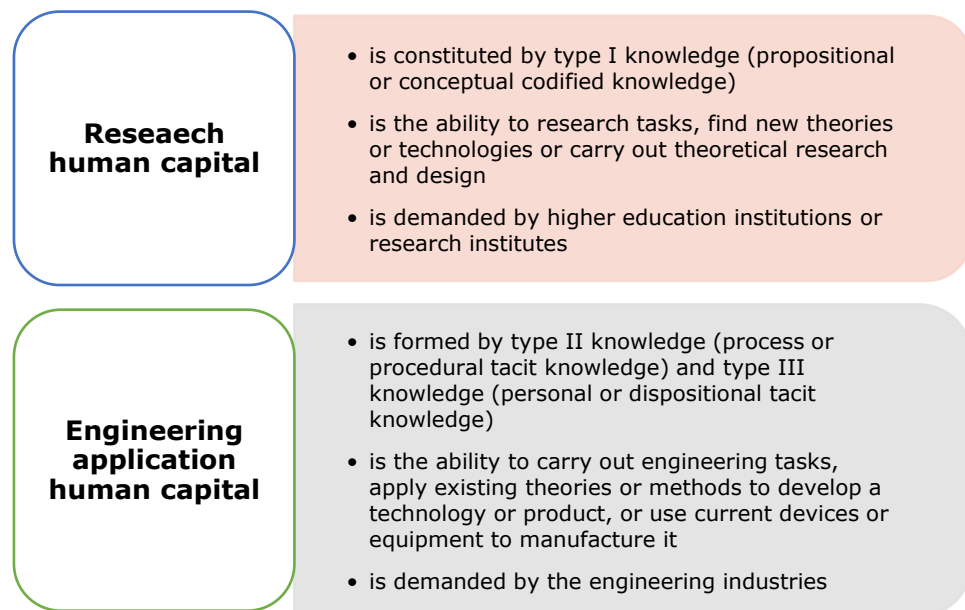 Reseaech
human capital
• is constituted by type I knowledge (propositional
or conceptual codified knowledge)
• is the ability to research tasks, find new theories
or technologies or carry out theoretical research
and design
• is demanded by higher education institutions or
research institutes
Engineering
application
human capital
• is formed by type II knowledge (process or
procedural tacit knowledge) and type III
knowledge (personal or dispositional tacit
knowledge)
• is the ability to carry out engineering tasks,
apply existing theories or methods to develop a
technology or product, or use current devices or
equipment to manufacture it
• is demanded by the engineering industries